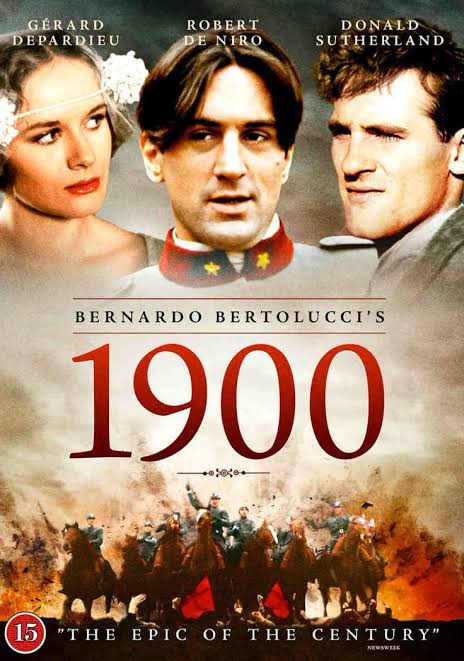 GÉRARD DEPARDIEU
ROBERT DE NIRO
DONALD SUTHERLAND
BERNARDO BERTOLUCCI'S
1900
15
"THE EPIC OF THE CENTURY"
NEWSWEEK